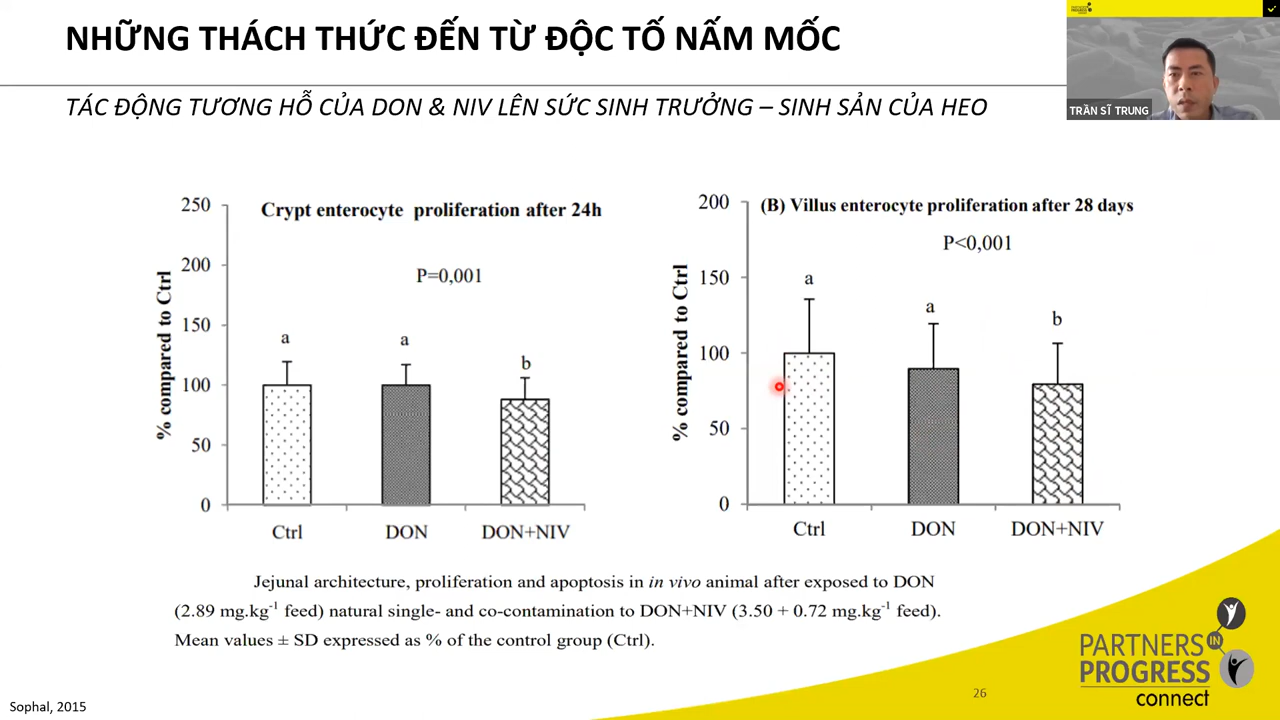 NHỮNG THÁCH THỨC ĐẾN TỪ ĐỘC TỐ NẤM MỐC
TÁC ĐỘNG TƯƠNG HỖ CỦA DON & NIV LÊN SỨC SINH TRƯỞNG – SINH SẢN CỦA HEO
TRẦN SĨ TRUNG
Crypt enterocyte proliferation after 24h
P=0,001
% compared to Ctrl
250
200
150
100
50
0
a
a
b
Ctrl
DON
DON+NIV
(B) Villus enterocyte proliferation after 28 days
P<0,001
% compared to Ctrl
200
150
100
50
0
a
a
b
Ctrl
DON
DON+NIV
Jejunal architecture, proliferation and apoptosis in in vivo animal after exposed to DON
(2.89 mg.kg⁻¹ feed) natural single- and co-contamination to DON+NIV (3.50 + 0.72 mg.kg⁻¹ feed).
Mean values ± SD expressed as % of the control group (Ctrl).
PARTNERS
IN
PROGRESS
connect
26
Sophal, 2015